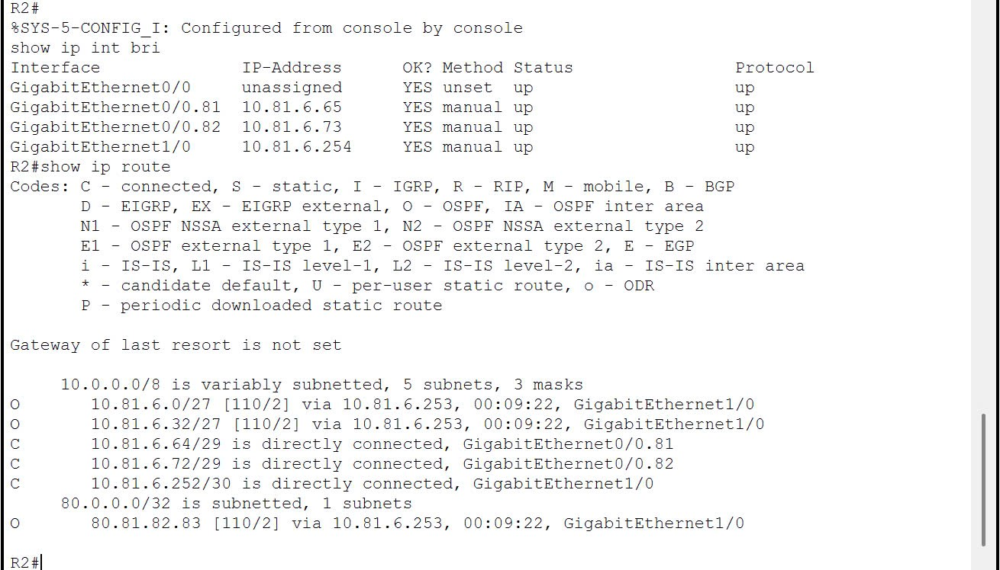 R2#
%SYS-5-CONFIG_I: Configured from console by console
show ip int bri
Interface IP-Address OK? Method Status Protocol
GigabitEthernet0/0 unassigned YES unset up up
GigabitEthernet0/0.81 10.81.6.65 YES manual up up
GigabitEthernet0/0.82 10.81.6.73 YES manual up up
GigabitEthernet1/0 10.81.6.254 YES manual up up
R2#show ip route
Codes: C - connected, S - static, I - IGRP, R - RIP, M - mobile, B - BGP
D - EIGRP, EX - EIGRP external, O - OSPF, IA - OSPF inter area
N1 - OSPF NSSA external type 1, N2 - OSPF NSSA external type 2
E1 - OSPF external type 1, E2 - OSPF external type 2, E - EGP
i - IS-IS, L1 - IS-IS level-1, L2 - IS-IS level-2, ia - IS-IS inter area
* - candidate default, U - per-user static route, o - ODR
P - periodic downloaded static route
Gateway of last resort is not set
10.0.0.0/8 is variably subnetted, 5 subnets, 3 masks
O 10.81.6.0/27 [110/2] via 10.81.6.253, 00:09:22, GigabitEthernet1/0
O 10.81.6.32/27 [110/2] via 10.81.6.253, 00:09:22, GigabitEthernet1/0
C 10.81.6.64/29 is directly connected, GigabitEthernet0/0.81
C 10.81.6.72/29 is directly connected, GigabitEthernet0/0.82
C 10.81.6.252/30 is directly connected, GigabitEthernet1/0
80.0.0.0/32 is subnetted, 1 subnets
O 80.81.82.83 [110/2] via 10.81.6.253, 00:09:22, GigabitEthernet1/0
R2#